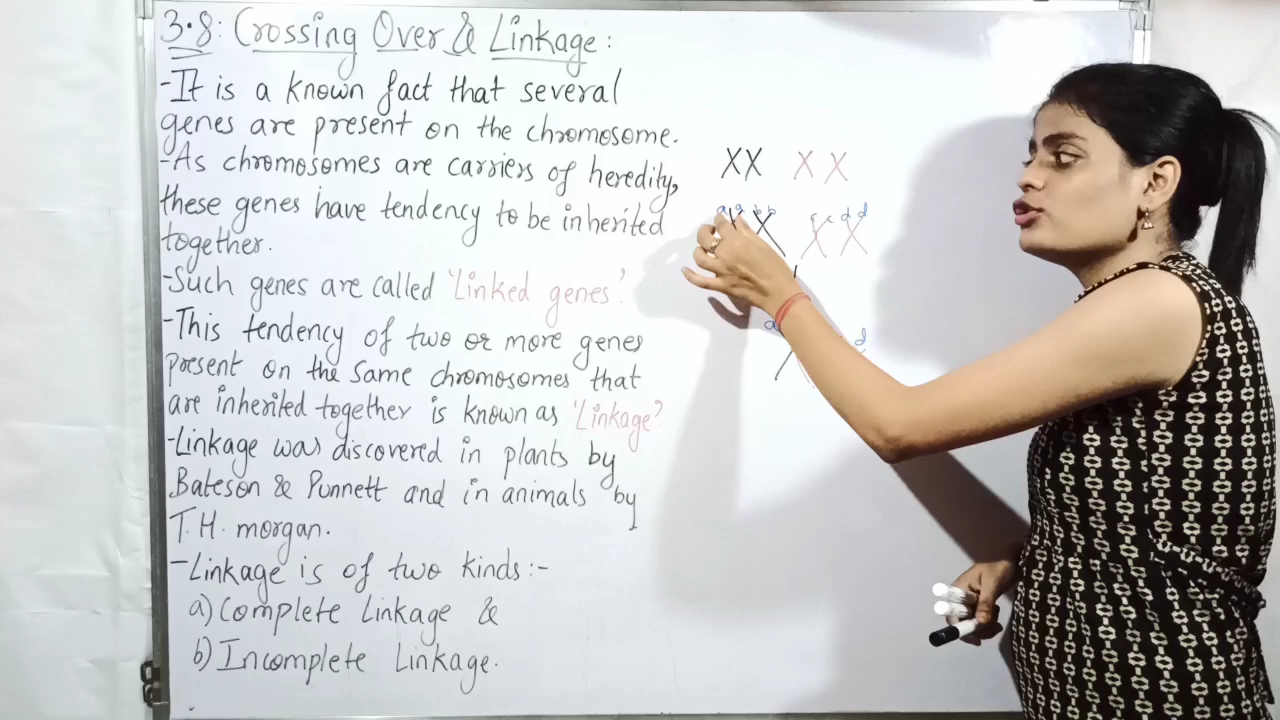 3.8: Crossing Over & Linkage:
-It is a known fact that several
genes are present on the chromosome.
-As chromosomes are carriers of heredity,
these genes have tendency to be inherited
together.
-Such genes are called 'Linked genes'.
-This tendency of two or more genes
present on the same chromosomes that
are inherited together is known as 'Linkage'
-Linkage was discovered in plants by
Bateson & Punnett and in animals by
T.H. morgan.
-Linkage is of two kinds:-
a) Complete Linkage &
b) Incomplete Linkage.
XX XX
a a b b c c d d
a d